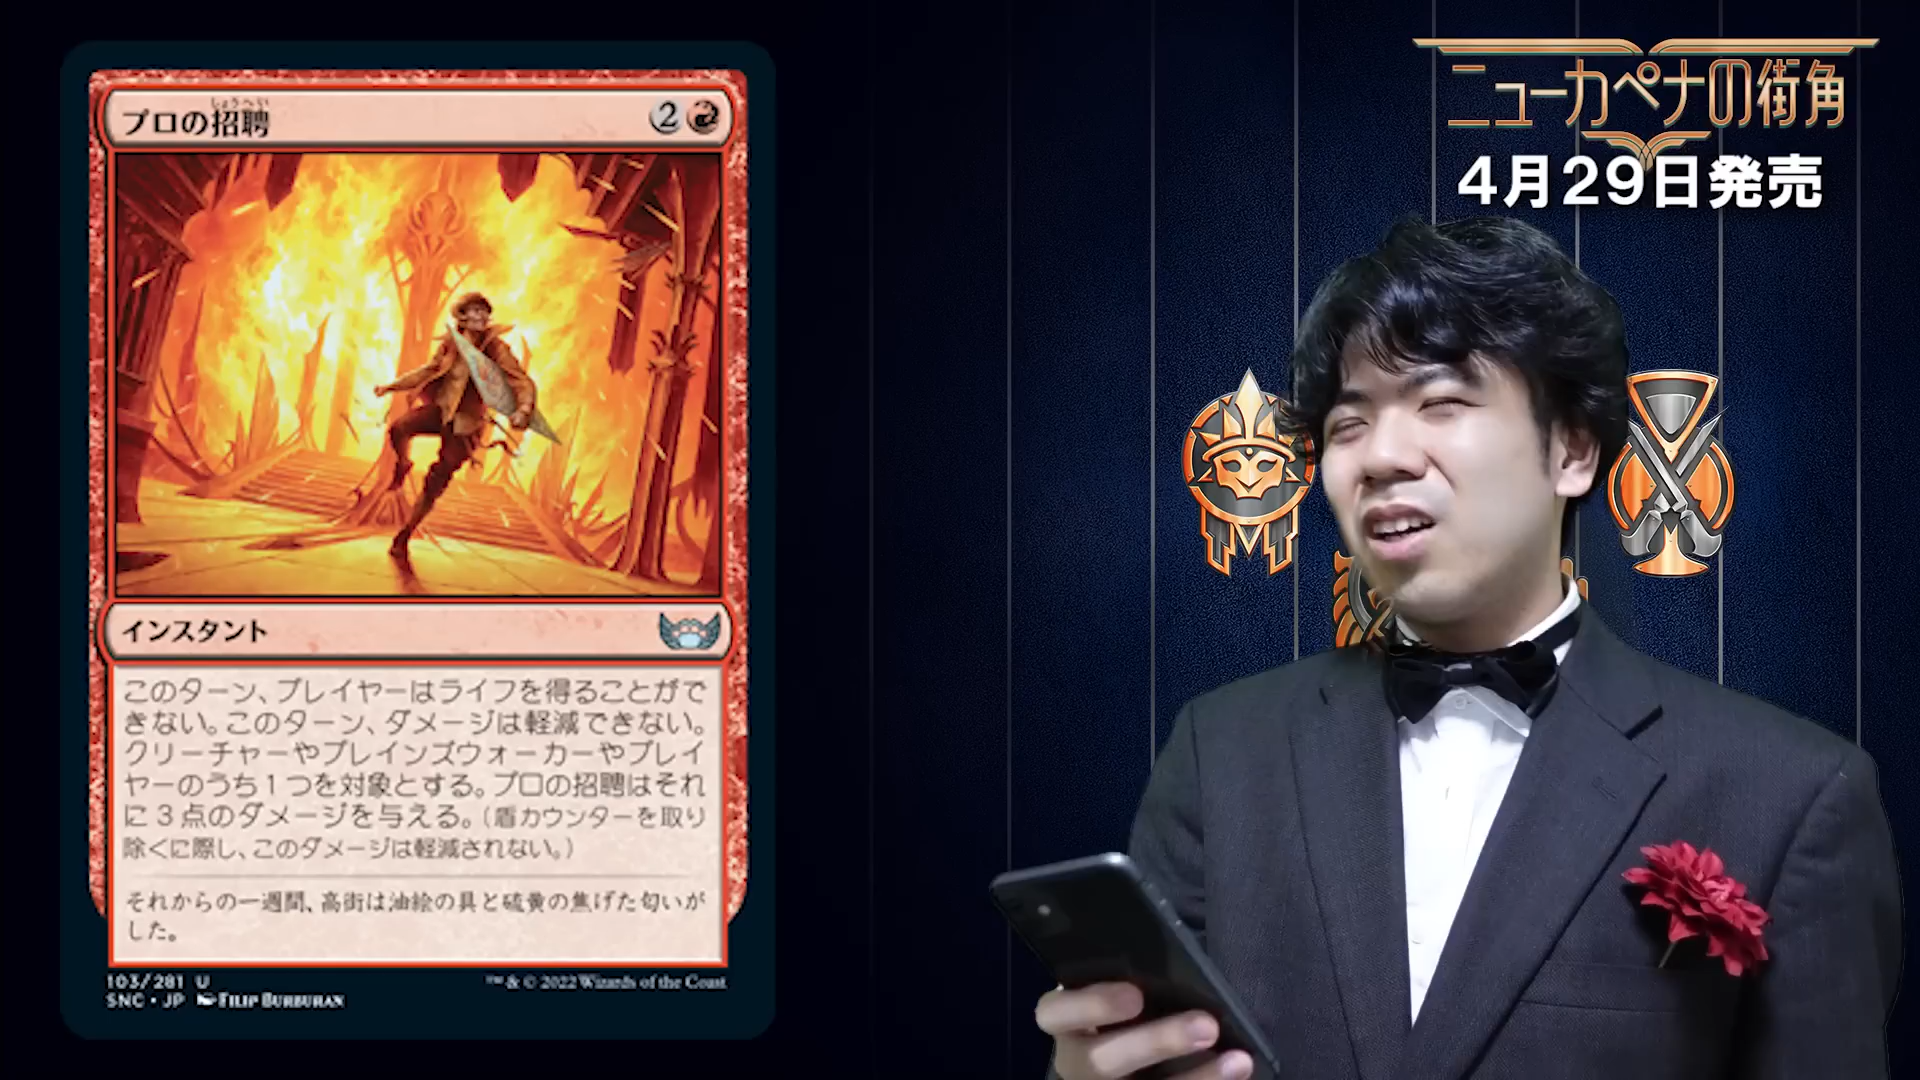 プロの招聘
しょうへい
2
インスタント
このターン、プレイヤーはライフを得ることがで
きない。このターン、ダメージは軽減できない。
クリーチャーやプレインズウォーカーやプレイ
ヤーのうち1つを対象とする。プロの招聘はそれ
に3点のダメージを与える。(盾カウンターを取り
除くに際し、このダメージは軽減されない。)
それからの一週間、高街は油絵の具と硫黄の焦げた匂いが
した。
103/281 U
SNC・JP FILIP BURBURAN
™ & © 2022 Wizards of the Coast
ニューカペナの街角
4月29日発売